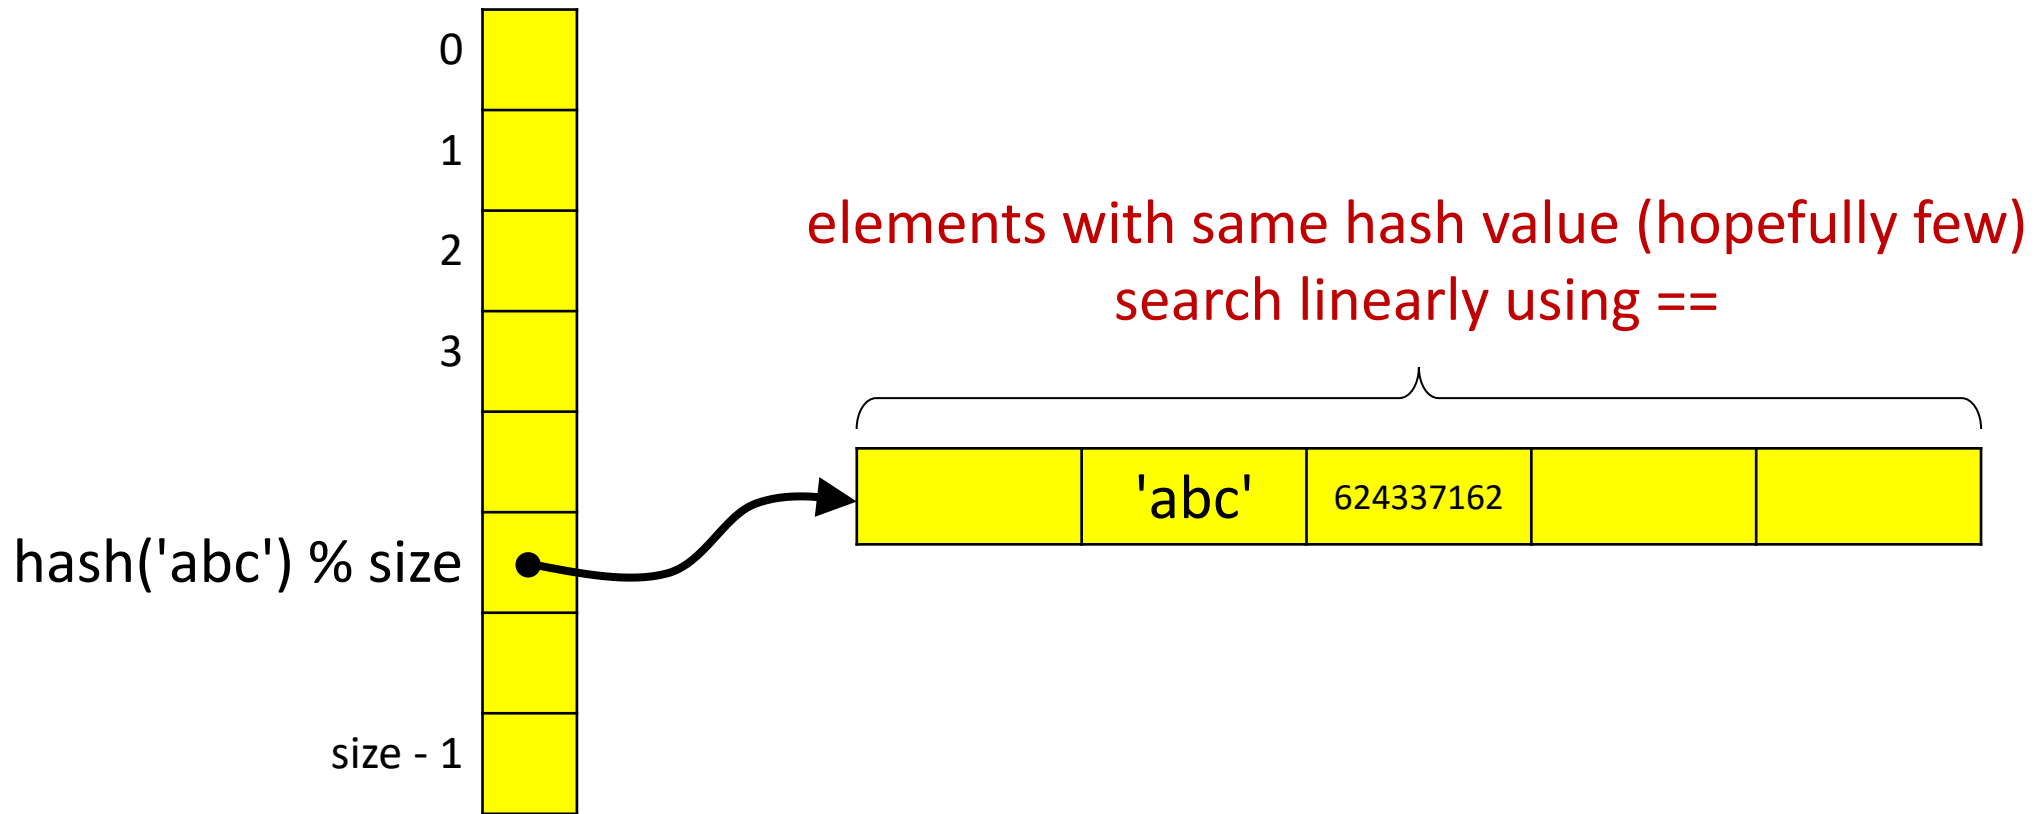 0
1
2
3
elements with same hash value (hopefully few)
search linearly using ==
'abc'
624337162
hash('abc') % size
size - 1